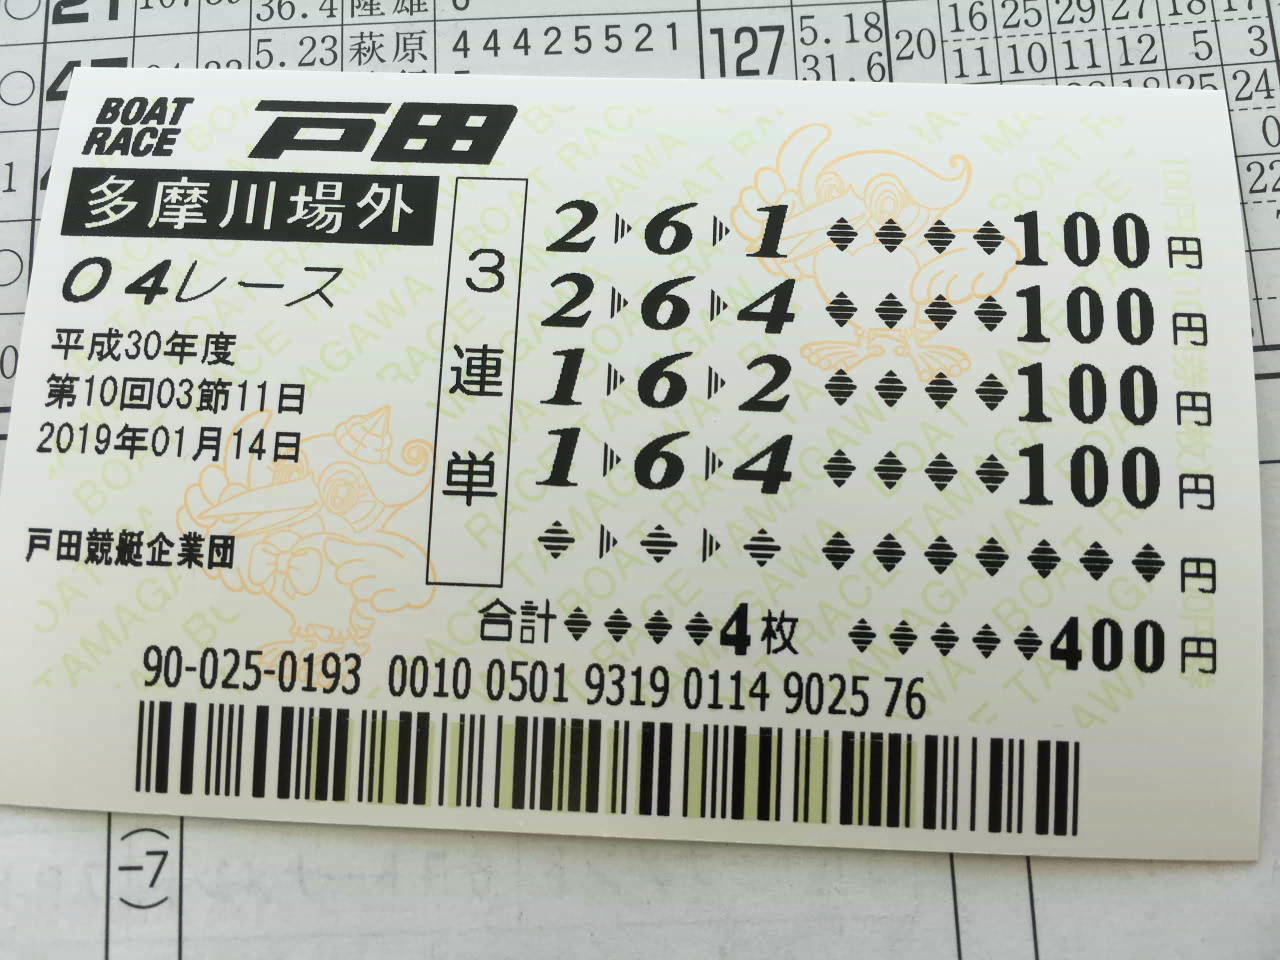 36.4 隆雄
5.23 萩原 4 4 4 2 5 5 2 1 127 5.18 20 16 25 29 27 18 17
31.6 11 10 11 12 5 3
24
22
BOAT RACE 戸田
多摩川場外
04レース
平成30年度
第10回03節11日
2019年01月14日
戸田競艇企業団
3連単
2 6 1 100円
2 6 4 100円
1 6 2 100円
1 6 4 100円
円
合計 4枚 400円
90-025-0193 0010 0501 9319 0114 9025 76
(-7)